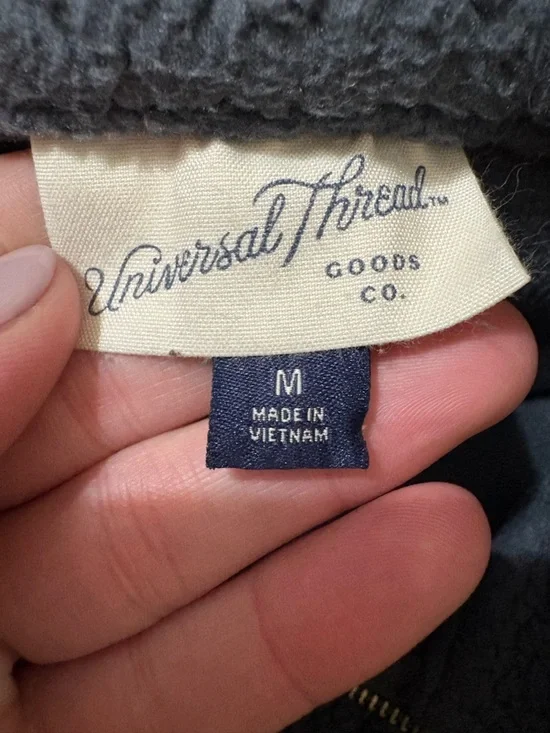 Universal Thread™
GOODS
CO.
M
MADE IN
VIETNAM